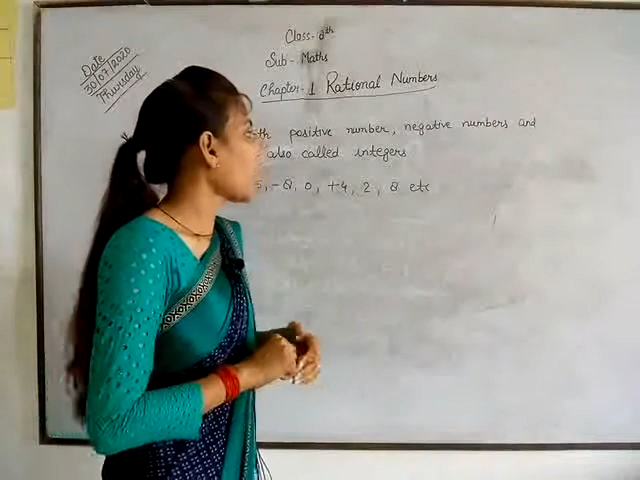 Date
30/07/2020
Thursday
Class- 8th
Sub- Maths
Chapter- 1 Rational Numbers
positive number, negative numbers and
also called integers
, -8, 0, +4, 2, 8 etc